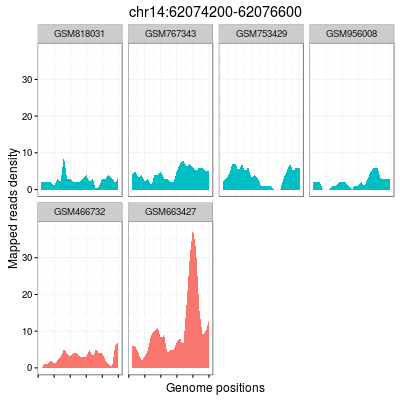 chr14:62074200-62076600
GSM818031 GSM767343 GSM753429 GSM956008
30
20
10
0
GSM466732 GSM663427
30
20
10
0
Mapped reads density
Genome positions